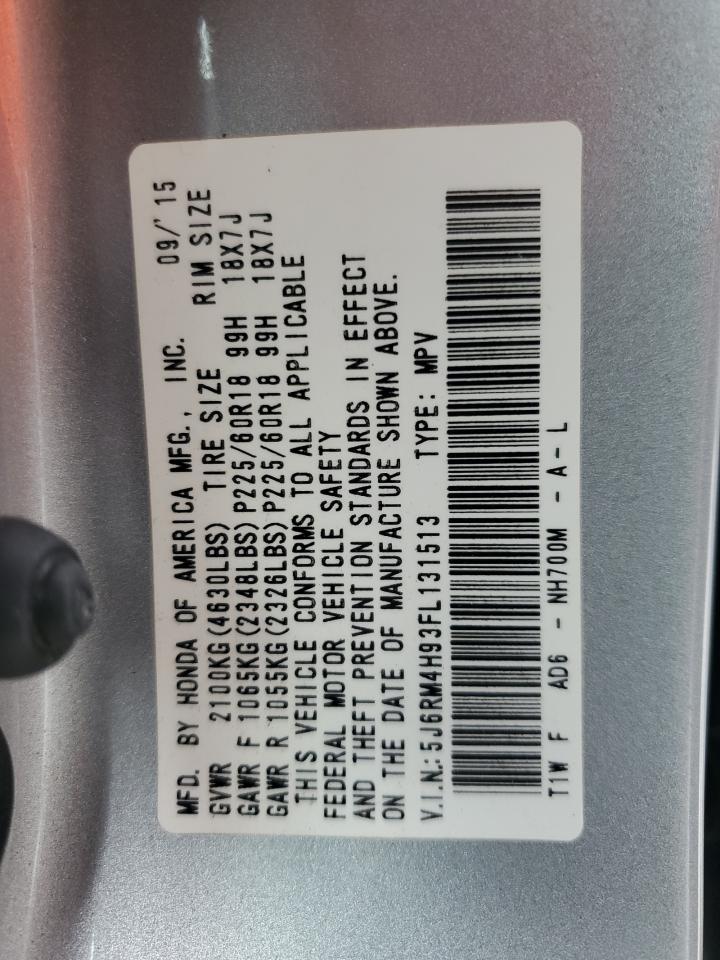 MFD. BY HONDA OF AMERICA MFG., INC. 09/'15
GVWR 2100KG(4630LBS) TIRE SIZE RIM SIZE
GAWR F 1065KG(2348LBS)P225/60R18 99H 18X7J
GAWR R 1055KG(2326LBS)P225/60R18 99H 18X7J
THIS VEHICLE CONFORMS TO ALL APPLICABLE
FEDERAL MOTOR VEHICLE SAFETY
AND THEFT PREVENTION STANDARDS IN EFFECT
ON THE DATE OF MANUFACTURE SHOWN ABOVE.
V.I.N.:5J6RM4H93FL131513 TYPE: MPV
T1W F AD6 - NH700M - A - L